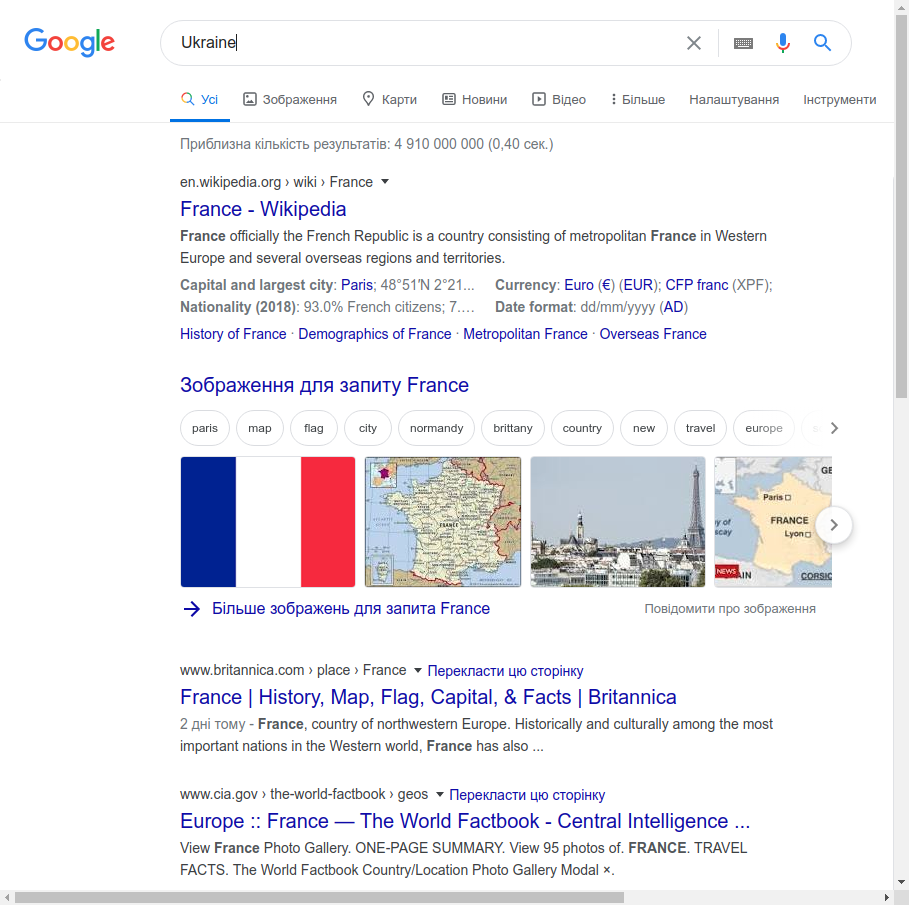 Google
Ukraine
Усі
Зображення
Карти
Новини
Відео
Більше
Налаштування
Інструменти
Приблизна кількість результатів: 4 910 000 000 (0,40 сек.)
en.wikipedia.org › wiki › France
France - Wikipedia
France officially the French Republic is a country consisting of metropolitan France in Western
Europe and several overseas regions and territories.
Capital and largest city: Paris; 48°51′N 2°21... Currency: Euro (€) (EUR); CFP franc (XPF);
Nationality (2018): 93.0% French citizens; 7.... Date format: dd/mm/yyyy (AD)
History of France · Demographics of France · Metropolitan France · Overseas France
Зображення для запиту France
paris
map
flag
city
normandy
brittany
country
new
travel
europe
FRANCE
Paris
FRANCE
Lyon
NEWS
Більше зображень для запита France
Повідомити про зображення
www.britannica.com › place › France Перекласти цю сторінку
France | History, Map, Flag, Capital, & Facts | Britannica
2 дні тому - France, country of northwestern Europe. Historically and culturally among the most
important nations in the Western world, France has also ...
www.cia.gov › the-world-factbook › geos Перекласти цю сторінку
Europe :: France — The World Factbook - Central Intelligence ...
View France Photo Gallery. ONE-PAGE SUMMARY. View 95 photos of. FRANCE. TRAVEL
FACTS. The World Factbook Country/Location Photo Gallery Modal ×.